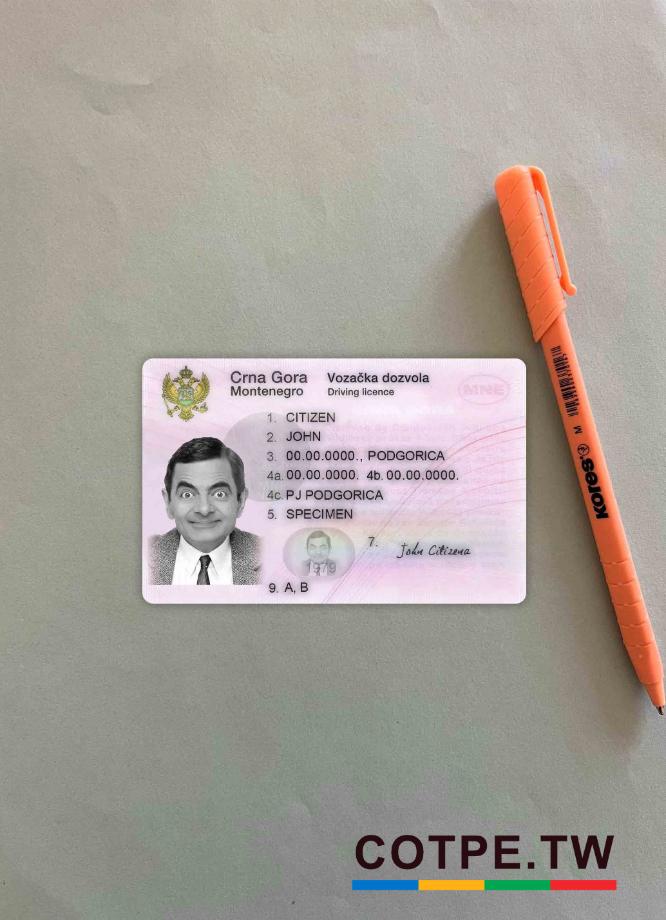 Crna Gora Vozačka dozvola
Montenegro Driving licence
MNE
1. CITIZEN
2. JOHN
3 00.00.0000., PODGORICA
4a. 00.00.0000. 4b. 00.00.0000.
4c. PJ PODGORICA
5. SPECIMEN
1979
7. John Citizena
9. A, B
kores
M
COTPE.TW